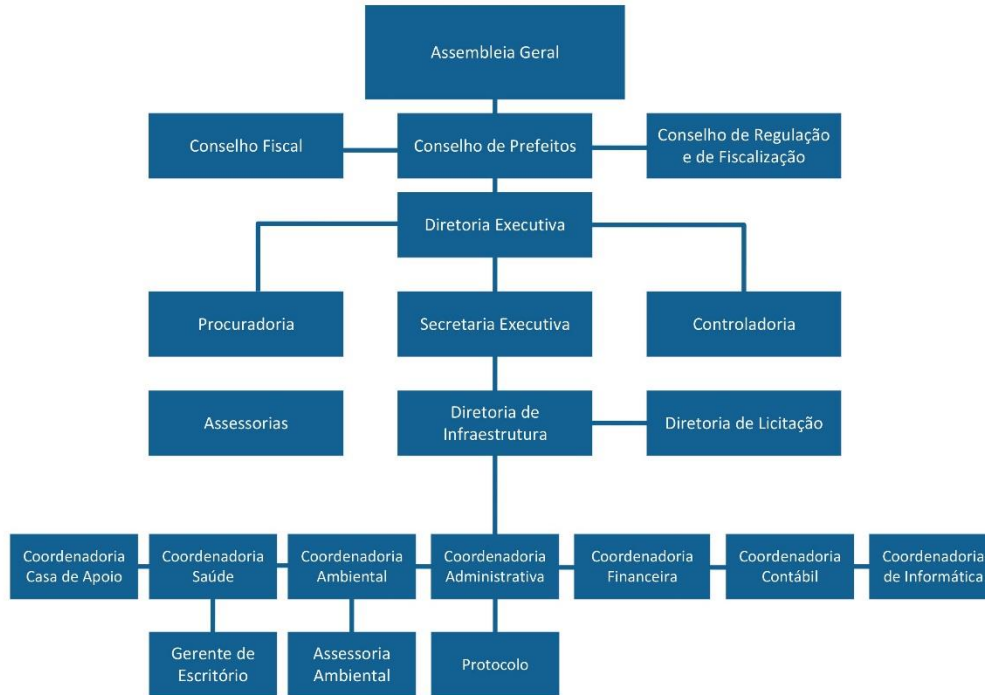 Assembleia Geral
Conselho Fiscal
Conselho de Prefeitos
Conselho de Regulação
e de Fiscalização
Diretoria Executiva
Procuradoria
Secretaria Executiva
Controladoria
Assessorias
Diretoria de
Infraestrutura
Diretoria de Licitação
Coordenadoria
Casa de Apoio
Coordenadoria
Saúde
Coordenadoria
Ambiental
Coordenadoria
Administrativa
Coordenadoria
Financeira
Coordenadoria
Contábil
Coordenadoria
de Informática
Gerente de
Escritório
Assessoria
Ambiental
Protocolo